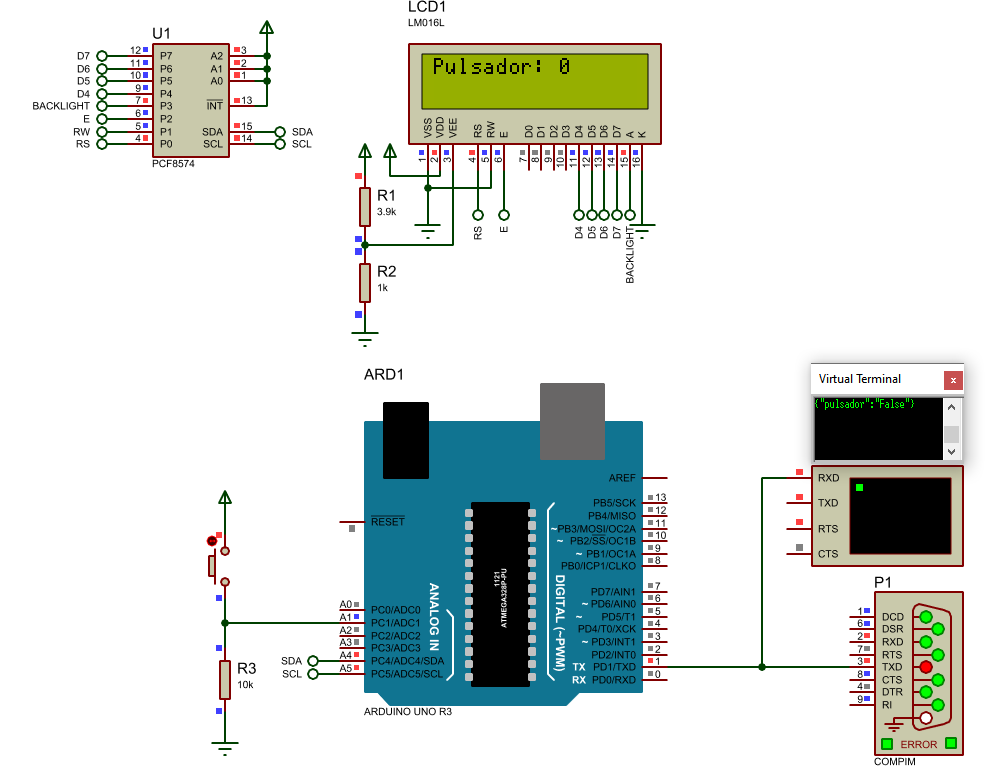 LCD1
LM016L
Pulsador: 0
VSS
VDD
VEE
RS
RW
E
D0
D1
D2
D3
D4
D5
D6
D7
A
K
1
2
3
4
5
6
7
8
9
10
11
12
13
14
15
16
RS
E
D4
D5
D6
D7
BACKLIGHT
U1
D7 12 P7 A2 3
D6 11 P6 A1 2
D5 10 P5 A0 1
D4 9 P4
BACKLIGHT 7 P3 INT 13
E 6 P2
RW 5 P1 SDA 15 SDA
RS 4 P0 SCL 14 SCL
PCF8574
R1
3.9k
R2
1k
ARD1
Virtual Terminal x
{"pulsador":"False"}
RXD
TXD
RTS
CTS
AREF
PB5/SCK 13
PB4/MISO 12
~PB3/MOSI/OC2A 11
~ PB2/SS/OC1B 10
~ PB1/OC1A 9
PB0/ICP1/CLKO 8
PD7/AIN1 7
~ PD6/AIN0 6
~ PD5/T1 5
PD4/T0/XCK 4
~ PD3/INT1 3
PD2/INT0 2
TX PD1/TXD 1
RX PD0/RXD 0
RESET
1121
ATMEGA328P-PU
ANALOG IN
DIGITAL (~PWM)
A0 PC0/ADC0
A1 PC1/ADC1
A2 PC2/ADC2
A3 PC3/ADC3
SDA A4 PC4/ADC4/SDA
SCL A5 PC5/ADC5/SCL
ARDUINO UNO R3
R3
10k
P1
1 DCD
6 DSR
2 RXD
7 RTS
3 TXD
8 CTS
4 DTR
9 RI
ERROR
COMPIM